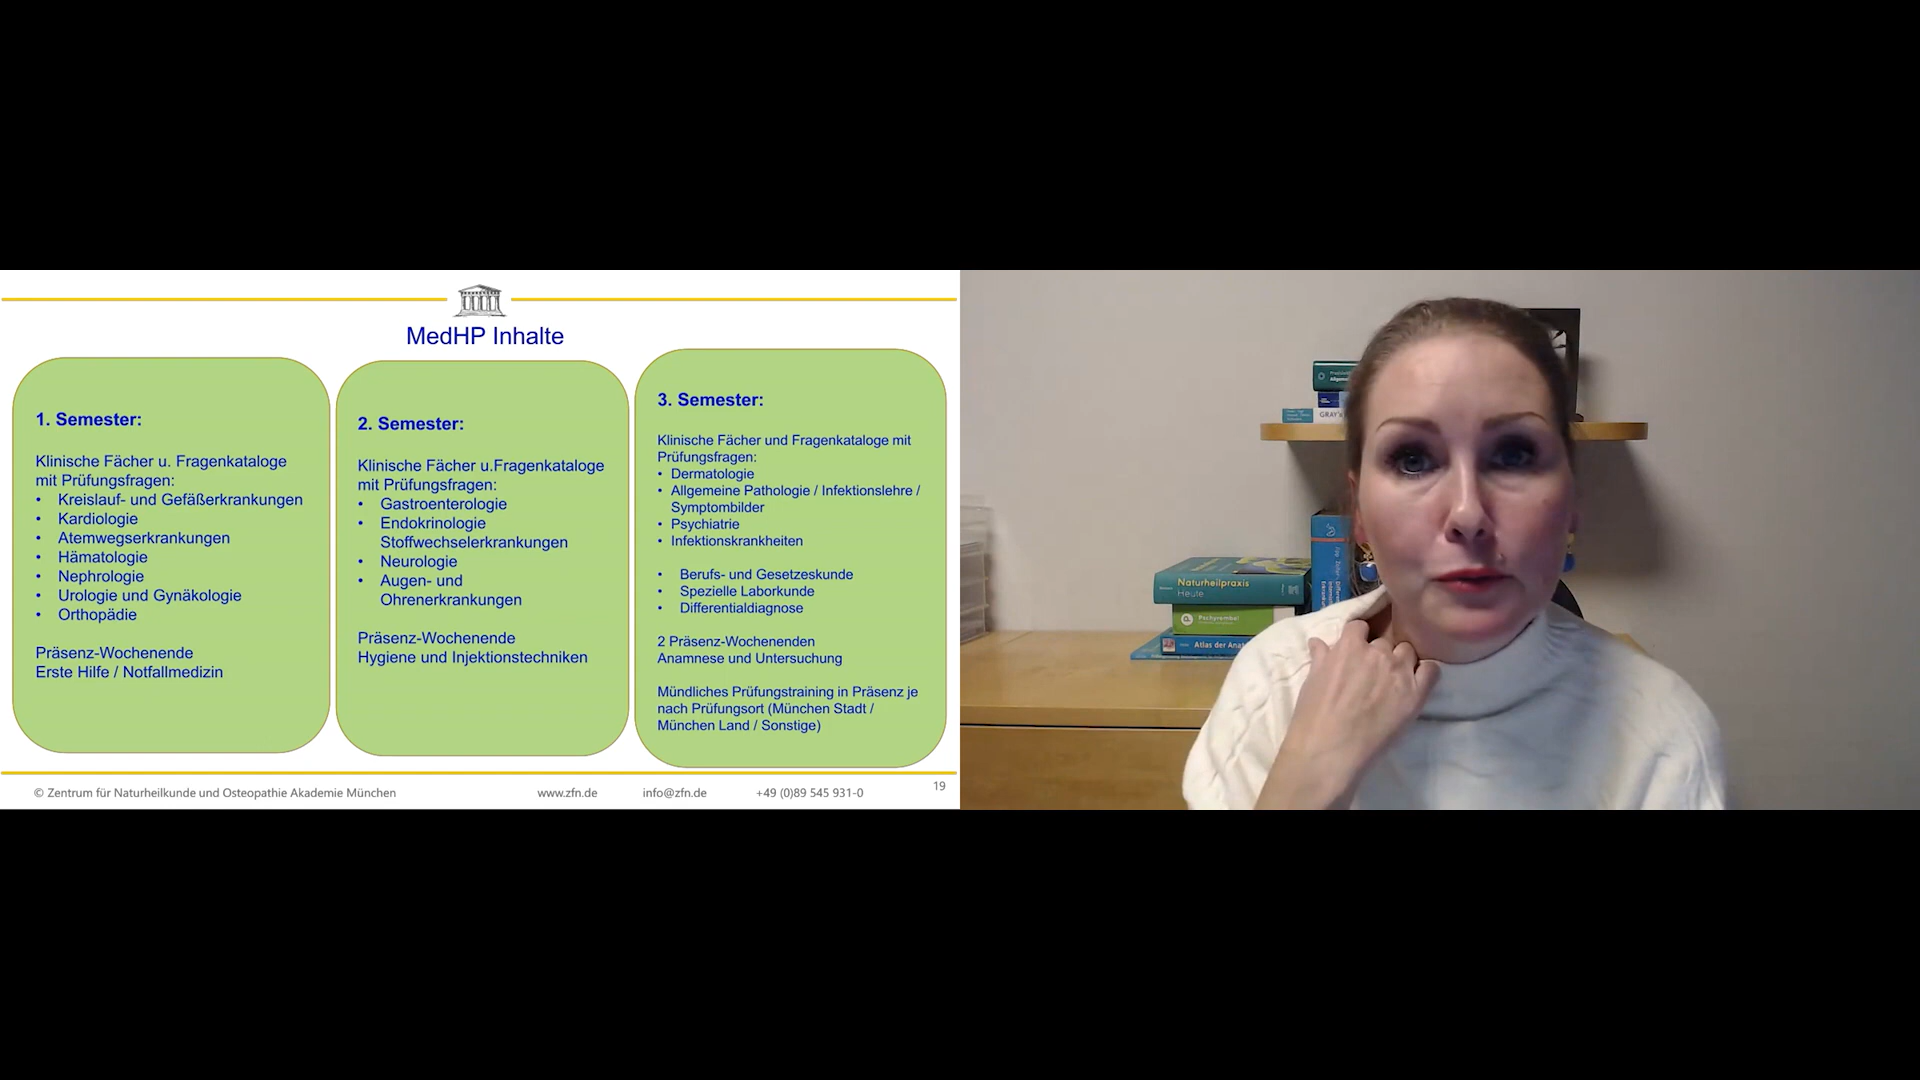 MedHP Inhalte
1. Semester:
Klinische Fächer u. Fragenkataloge
mit Prüfungsfragen:
• Kreislauf- und Gefäßerkrankungen
• Kardiologie
• Atemwegserkrankungen
• Hämatologie
• Nephrologie
• Urologie und Gynäkologie
• Orthopädie
Präsenz-Wochenende
Erste Hilfe / Notfallmedizin
2. Semester:
Klinische Fächer u.Fragenkataloge
mit Prüfungsfragen:
• Gastroenterologie
• Endokrinologie
Stoffwechselerkrankungen
• Neurologie
• Augen- und
Ohrenerkrankungen
Präsenz-Wochenende
Hygiene und Injektionstechniken
3. Semester:
Klinische Fächer und Fragenkataloge mit
Prüfungsfragen:
• Dermatologie
• Allgemeine Pathologie / Infektionslehre /
Symptombilder
• Psychiatrie
• Infektionskrankheiten
• Berufs- und Gesetzeskunde
• Spezielle Laborkunde
• Differentialdiagnose
2 Präsenz-Wochenenden
Anamnese und Untersuchung
Mündliches Prüfungstraining in Präsenz je
nach Prüfungsort (München Stadt /
München Land / Sonstige)
© Zentrum für Naturheilkunde und Osteopathie Akademie München
www.zfn.de
info@zfn.de
+49 (0)89 545 931-0
19
GRAY's
Naturheilpraxis
Heute
Pschyrembel
Atlas der Ana